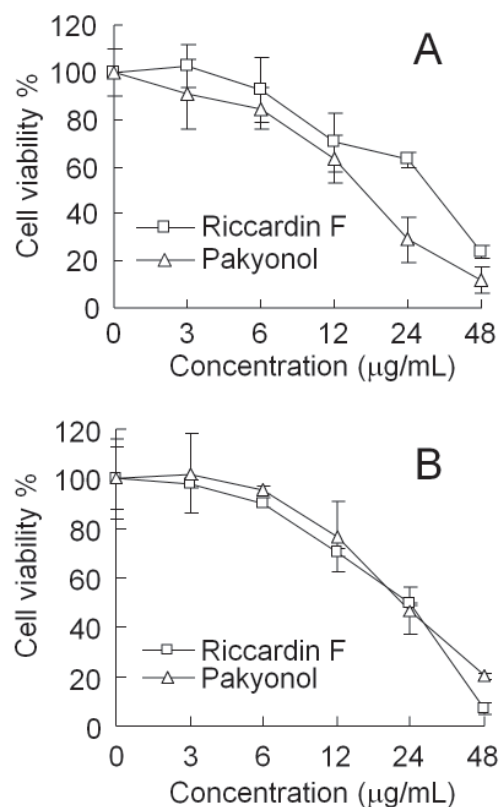 A
120
100
80
60
40
20
0
Cell viability %
Riccardin F
Pakyonol
0 3 6 12 24 48
Concentration (μg/mL)
B
120
100
80
60
40
20
0
Cell viability %
Riccardin F
Pakyonol
0 3 6 12 24 48
Concentration (μg/mL)